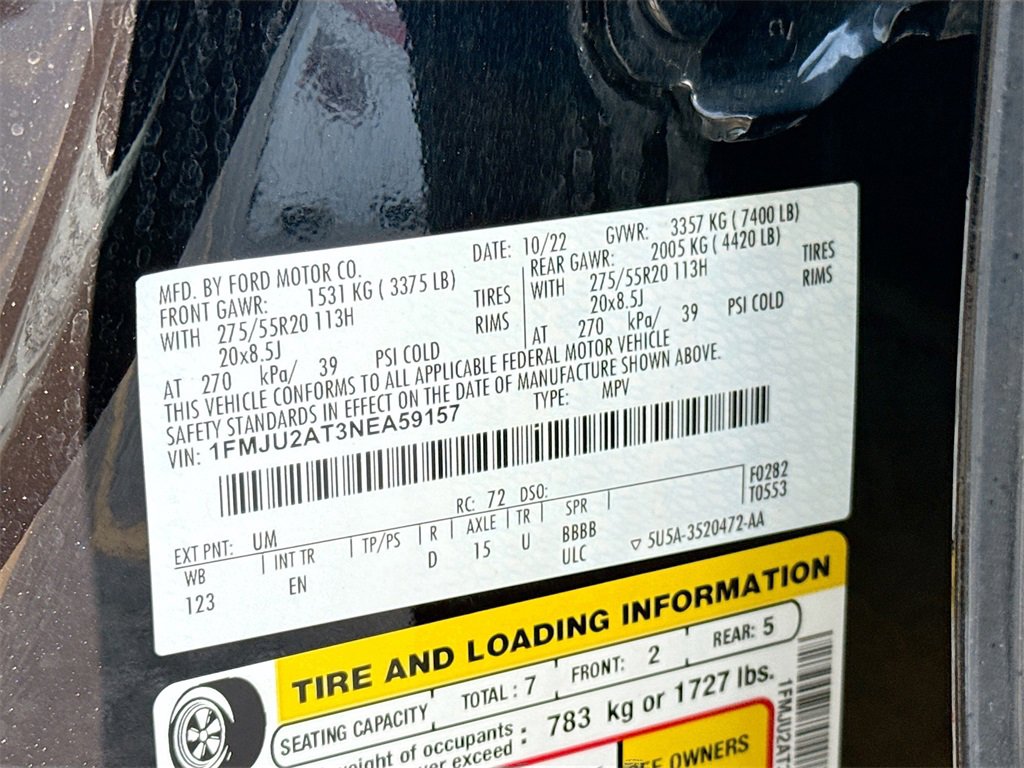 MFD. BY FORD MOTOR CO. DATE: 10/22 GVWR: 3357 KG ( 7400 LB)
FRONT GAWR: 1531 KG ( 3375 LB) REAR GAWR: 2005 KG ( 4420 LB)
WITH 275/55R20 113H TIRES WITH 275/55R20 113H TIRES
20x8.5J RIMS 20x8.5J RIMS
AT 270 kPa/ 39 PSI COLD AT 270 kPa/ 39 PSI COLD
THIS VEHICLE CONFORMS TO ALL APPLICABLE FEDERAL MOTOR VEHICLE
SAFETY STANDARDS IN EFFECT ON THE DATE OF MANUFACTURE SHOWN ABOVE.
VIN: 1FMJU2AT3NEA59157 TYPE: MPV
F0282
T0553
EXT PNT: UM RC: 72 DSO:
WB INT TR TP/PS R AXLE TR SPR
123 EN D 15 U BBBB
ULC
5U5A-3520472-AA
TIRE AND LOADING INFORMATION
SEATING CAPACITY TOTAL : 7 FRONT: 2 REAR: 5
of occupants : 783 kg or 1727 lbs.
exceed
OWNERS
1FMJU2AT